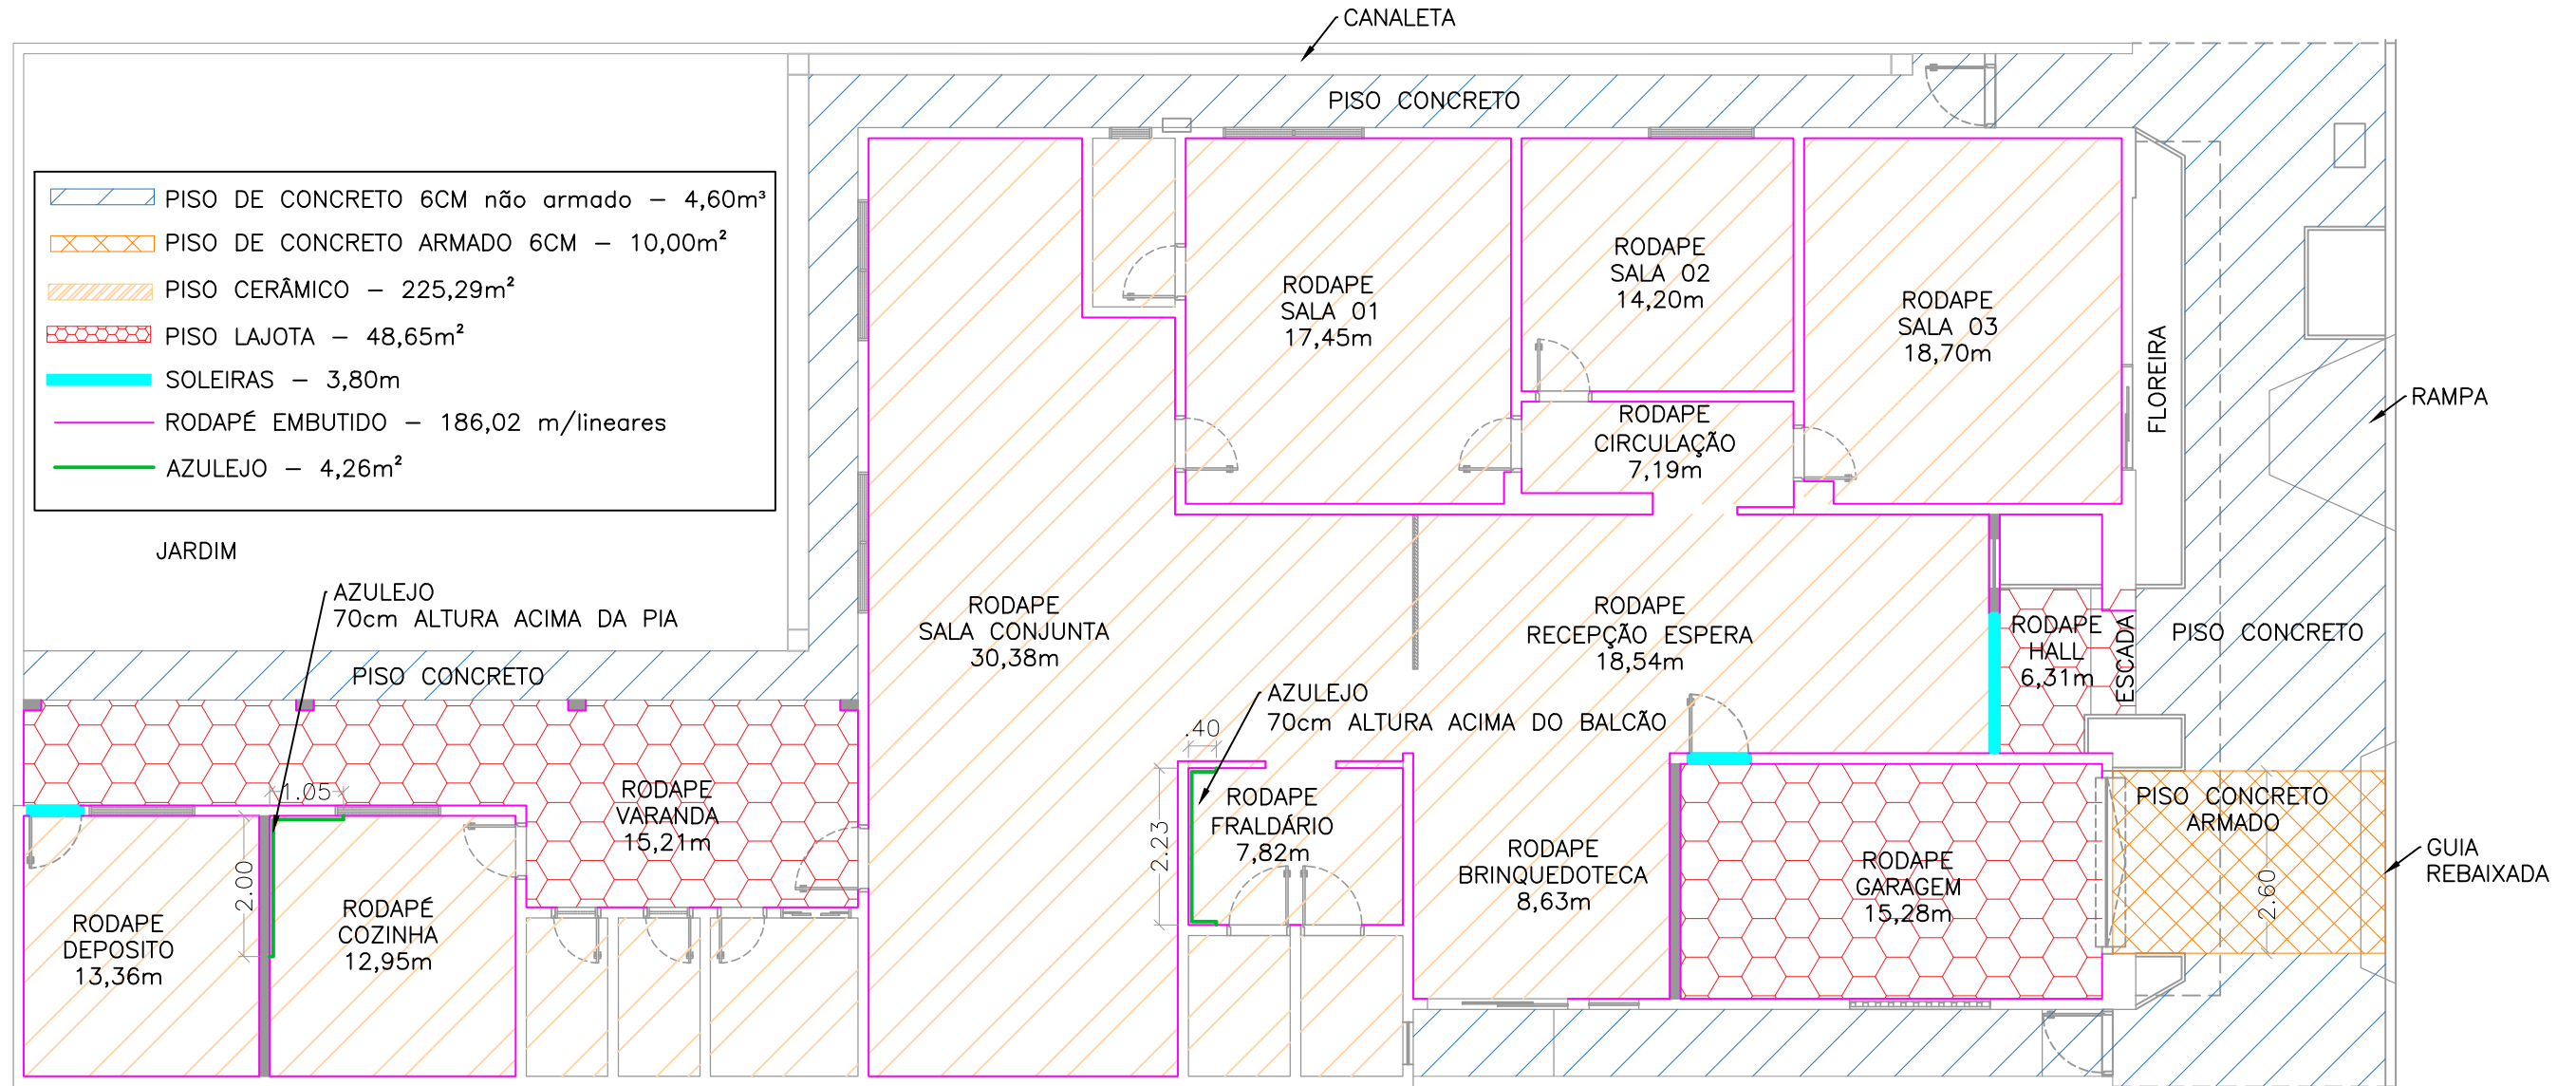 CANALETA
PISO CONCRETO
PISO DE CONCRETO 6CM não armado – 4,60m³
PISO DE CONCRETO ARMADO 6CM – 10,00m²
PISO CERÂMICO – 225,29m²
PISO LAJOTA – 48,65m²
SOLEIRAS – 3,80m
RODAPÉ EMBUTIDO – 186,02 m/lineares
AZULEJO – 4,26m²
RODAPE
SALA 01
17,45m
RODAPE
SALA 02
14,20m
RODAPE
SALA 03
18,70m
FLOREIRA
RAMPA
RODAPE
CIRCULAÇÃO
7,19m
JARDIM
AZULEJO
70cm ALTURA ACIMA DA PIA
PISO CONCRETO
RODAPE
SALA CONJUNTA
30,38m
RODAPE
RECEPÇÃO ESPERA
18,54m
RODAPE
HALL
6,31m
ESCADA
PISO CONCRETO
AZULEJO
70cm ALTURA ACIMA DO BALCÃO
.40
1.05
RODAPE
VARANDA
15,21m
2.23
RODAPE
FRALDÁRIO
7,82m
PISO CONCRETO
ARMADO
2.00
RODAPE
DEPOSITO
13,36m
RODAPÉ
COZINHA
12,95m
RODAPE
BRINQUEDOTECA
8,63m
RODAPE
GARAGEM
15,28m
2.60
GUIA
REBAIXADA